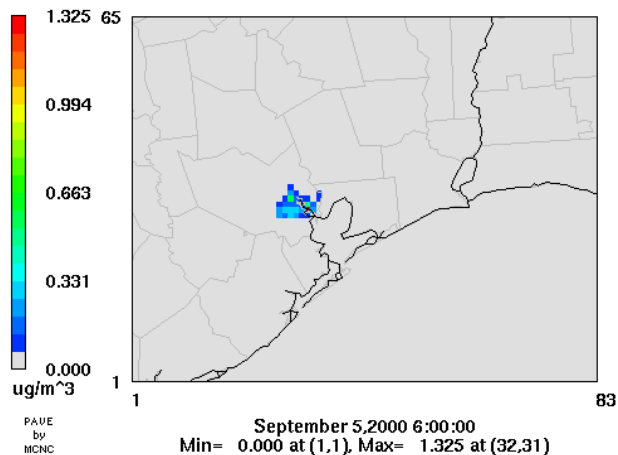 1.325
0.994
0.663
0.331
0.000
ug/m^3
PAVE
by
MCNC
65
1
1
83
September 5,2000 6:00:00
Min= 0.000 at (1,1), Max= 1.325 at (32,31)